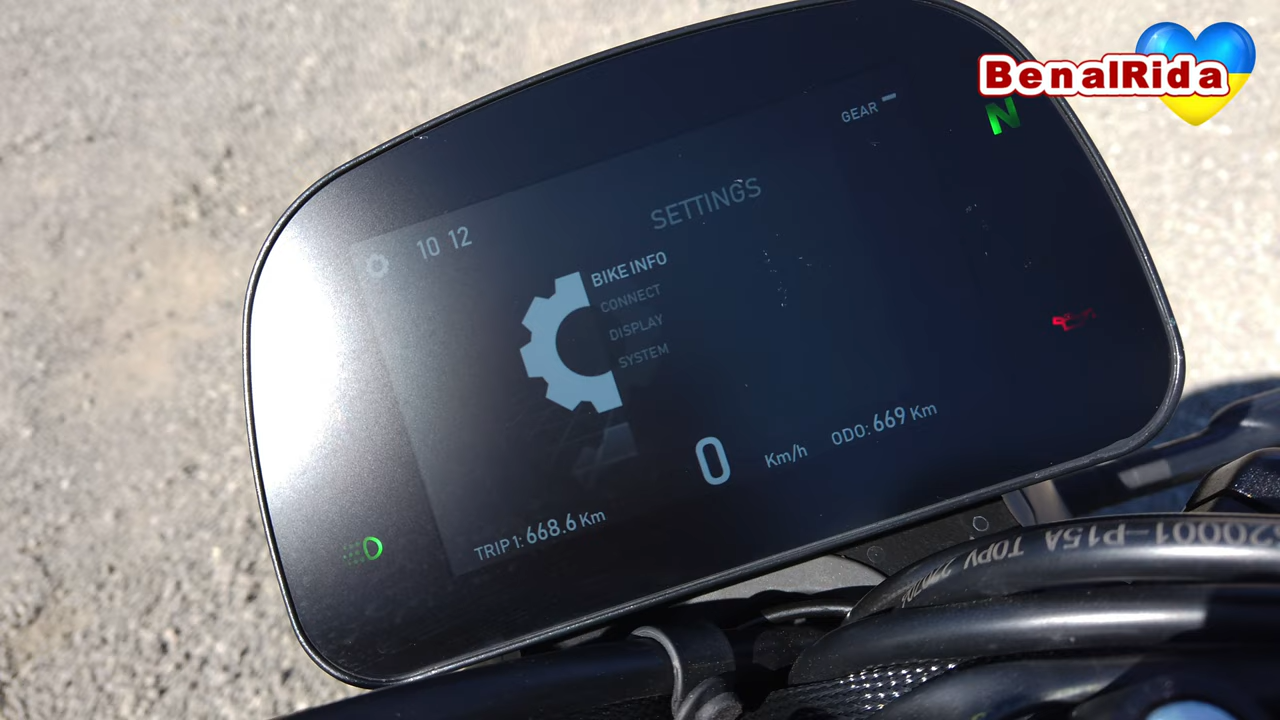 BenalRida
GEAR –
N
SETTINGS
10 12
BIKE INFO
CONNECT
DISPLAY
SYSTEM
0 Km/h
ODO: 669 Km
TRIP 1: 668.6 Km
20001-P15A TOPV